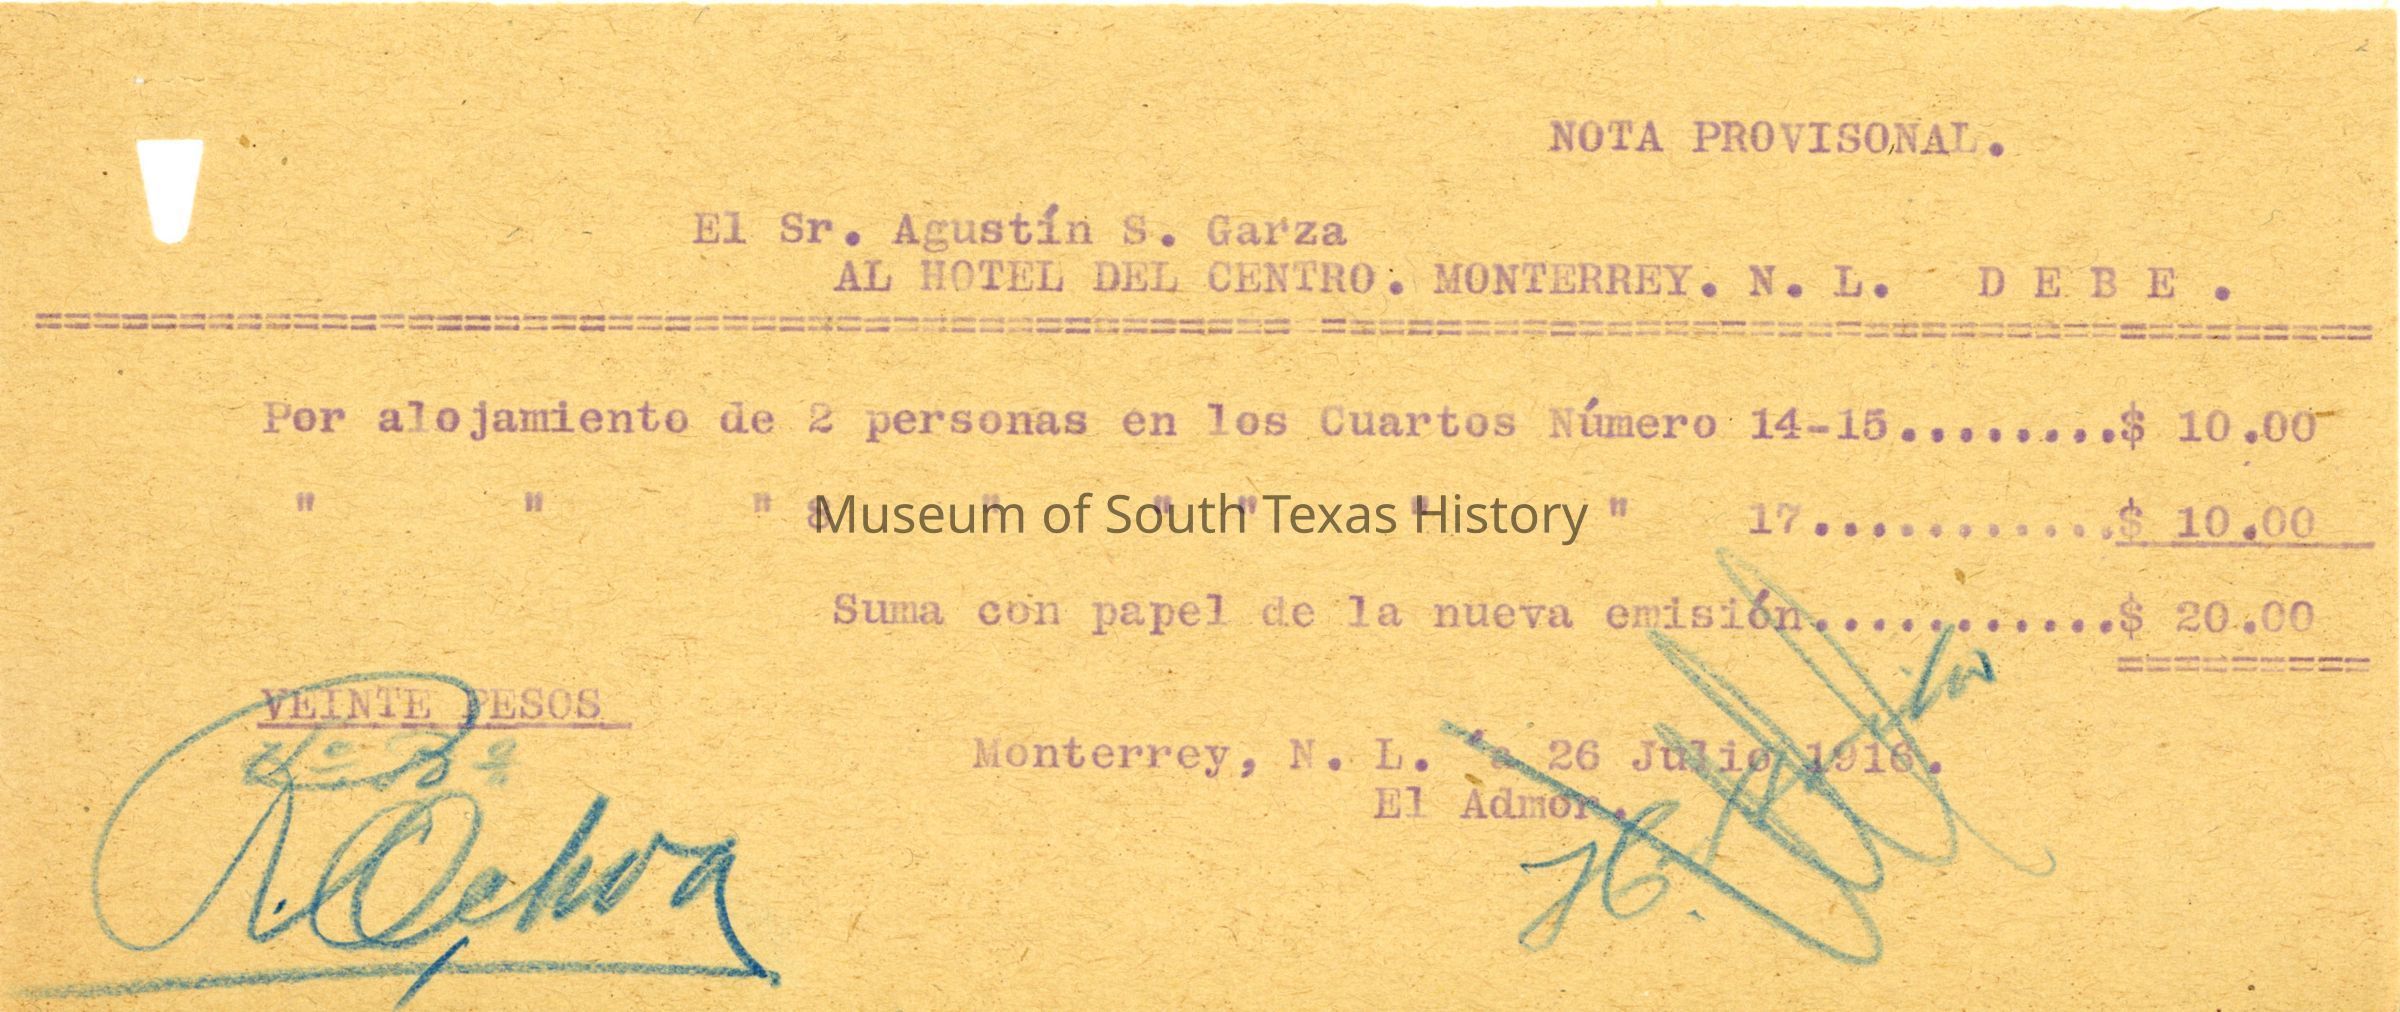 NOTA PROVISONAL.
El Sr. Agustín S. Garza
AL HOTEL DEL CENTRO. MONTERREY. N. L. D E B E .
Por alojamiento de 2 personas en los Cuartos Número 14-15........$ 10.00
" " " " " " " " 17...........$ 10.00
Museum of South Texas History
Suma con papel de la nueva emisión...........$ 20.00
VEINTE PESOS
Vo Bo
Monterrey, N. L. a 26 Julio 1916.
El Admor.
R. Ochoa